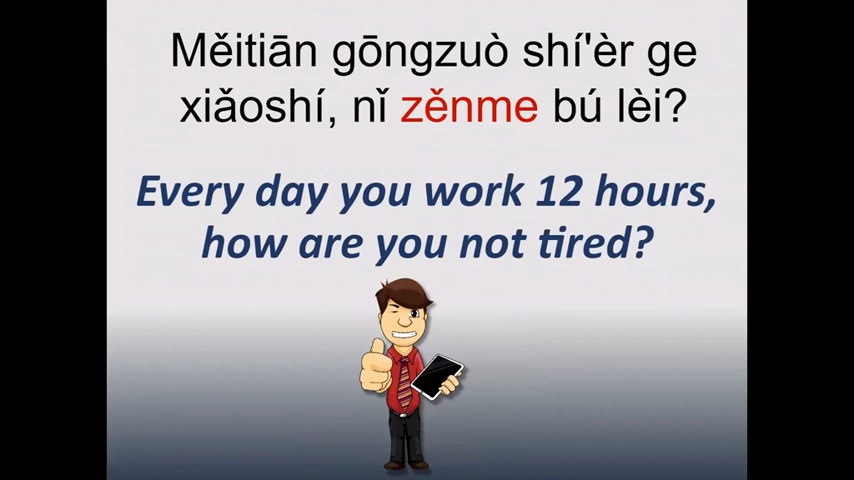 Měitiān gōngzuò shí'èr ge
xiǎoshí, nǐ zěnme bú lèi?
Every day you work 12 hours,
how are you not tired?